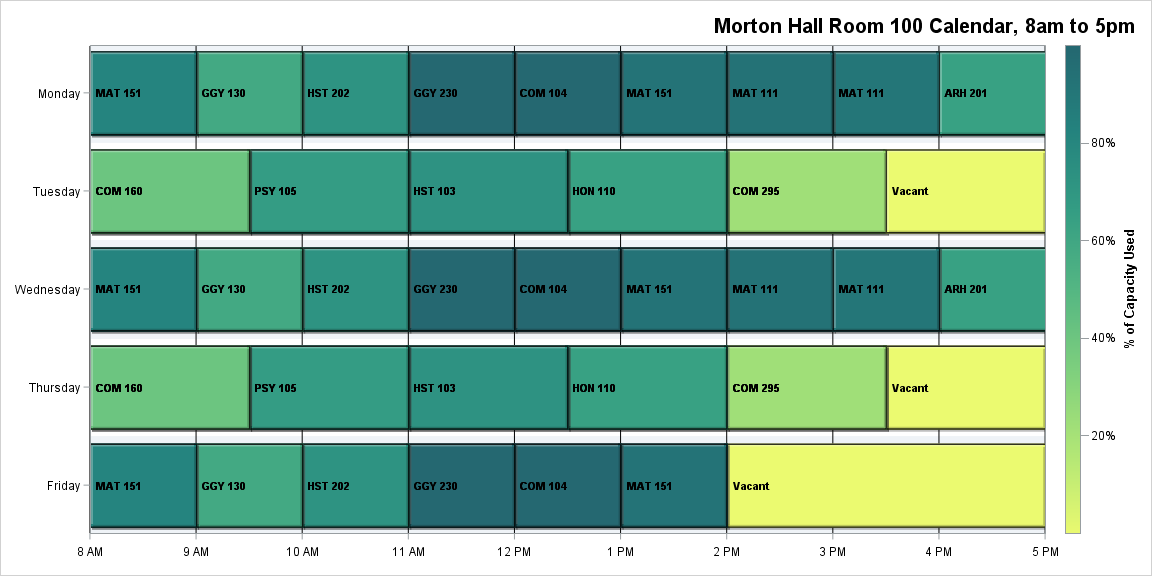 Morton Hall Room 100 Calendar, 8am to 5pm
Monday
MAT 151
GGY 130
HST 202
GGY 230
COM 104
MAT 151
MAT 111
MAT 111
ARH 201
Tuesday
COM 160
PSY 105
HST 103
HON 110
COM 295
Vacant
Wednesday
MAT 151
GGY 130
HST 202
GGY 230
COM 104
MAT 151
MAT 111
MAT 111
ARH 201
Thursday
COM 160
PSY 105
HST 103
HON 110
COM 295
Vacant
Friday
MAT 151
GGY 130
HST 202
GGY 230
COM 104
MAT 151
Vacant
8 AM
9 AM
10 AM
11 AM
12 PM
1 PM
2 PM
3 PM
4 PM
5 PM
80%
60%
40%
20%
% of Capacity Used